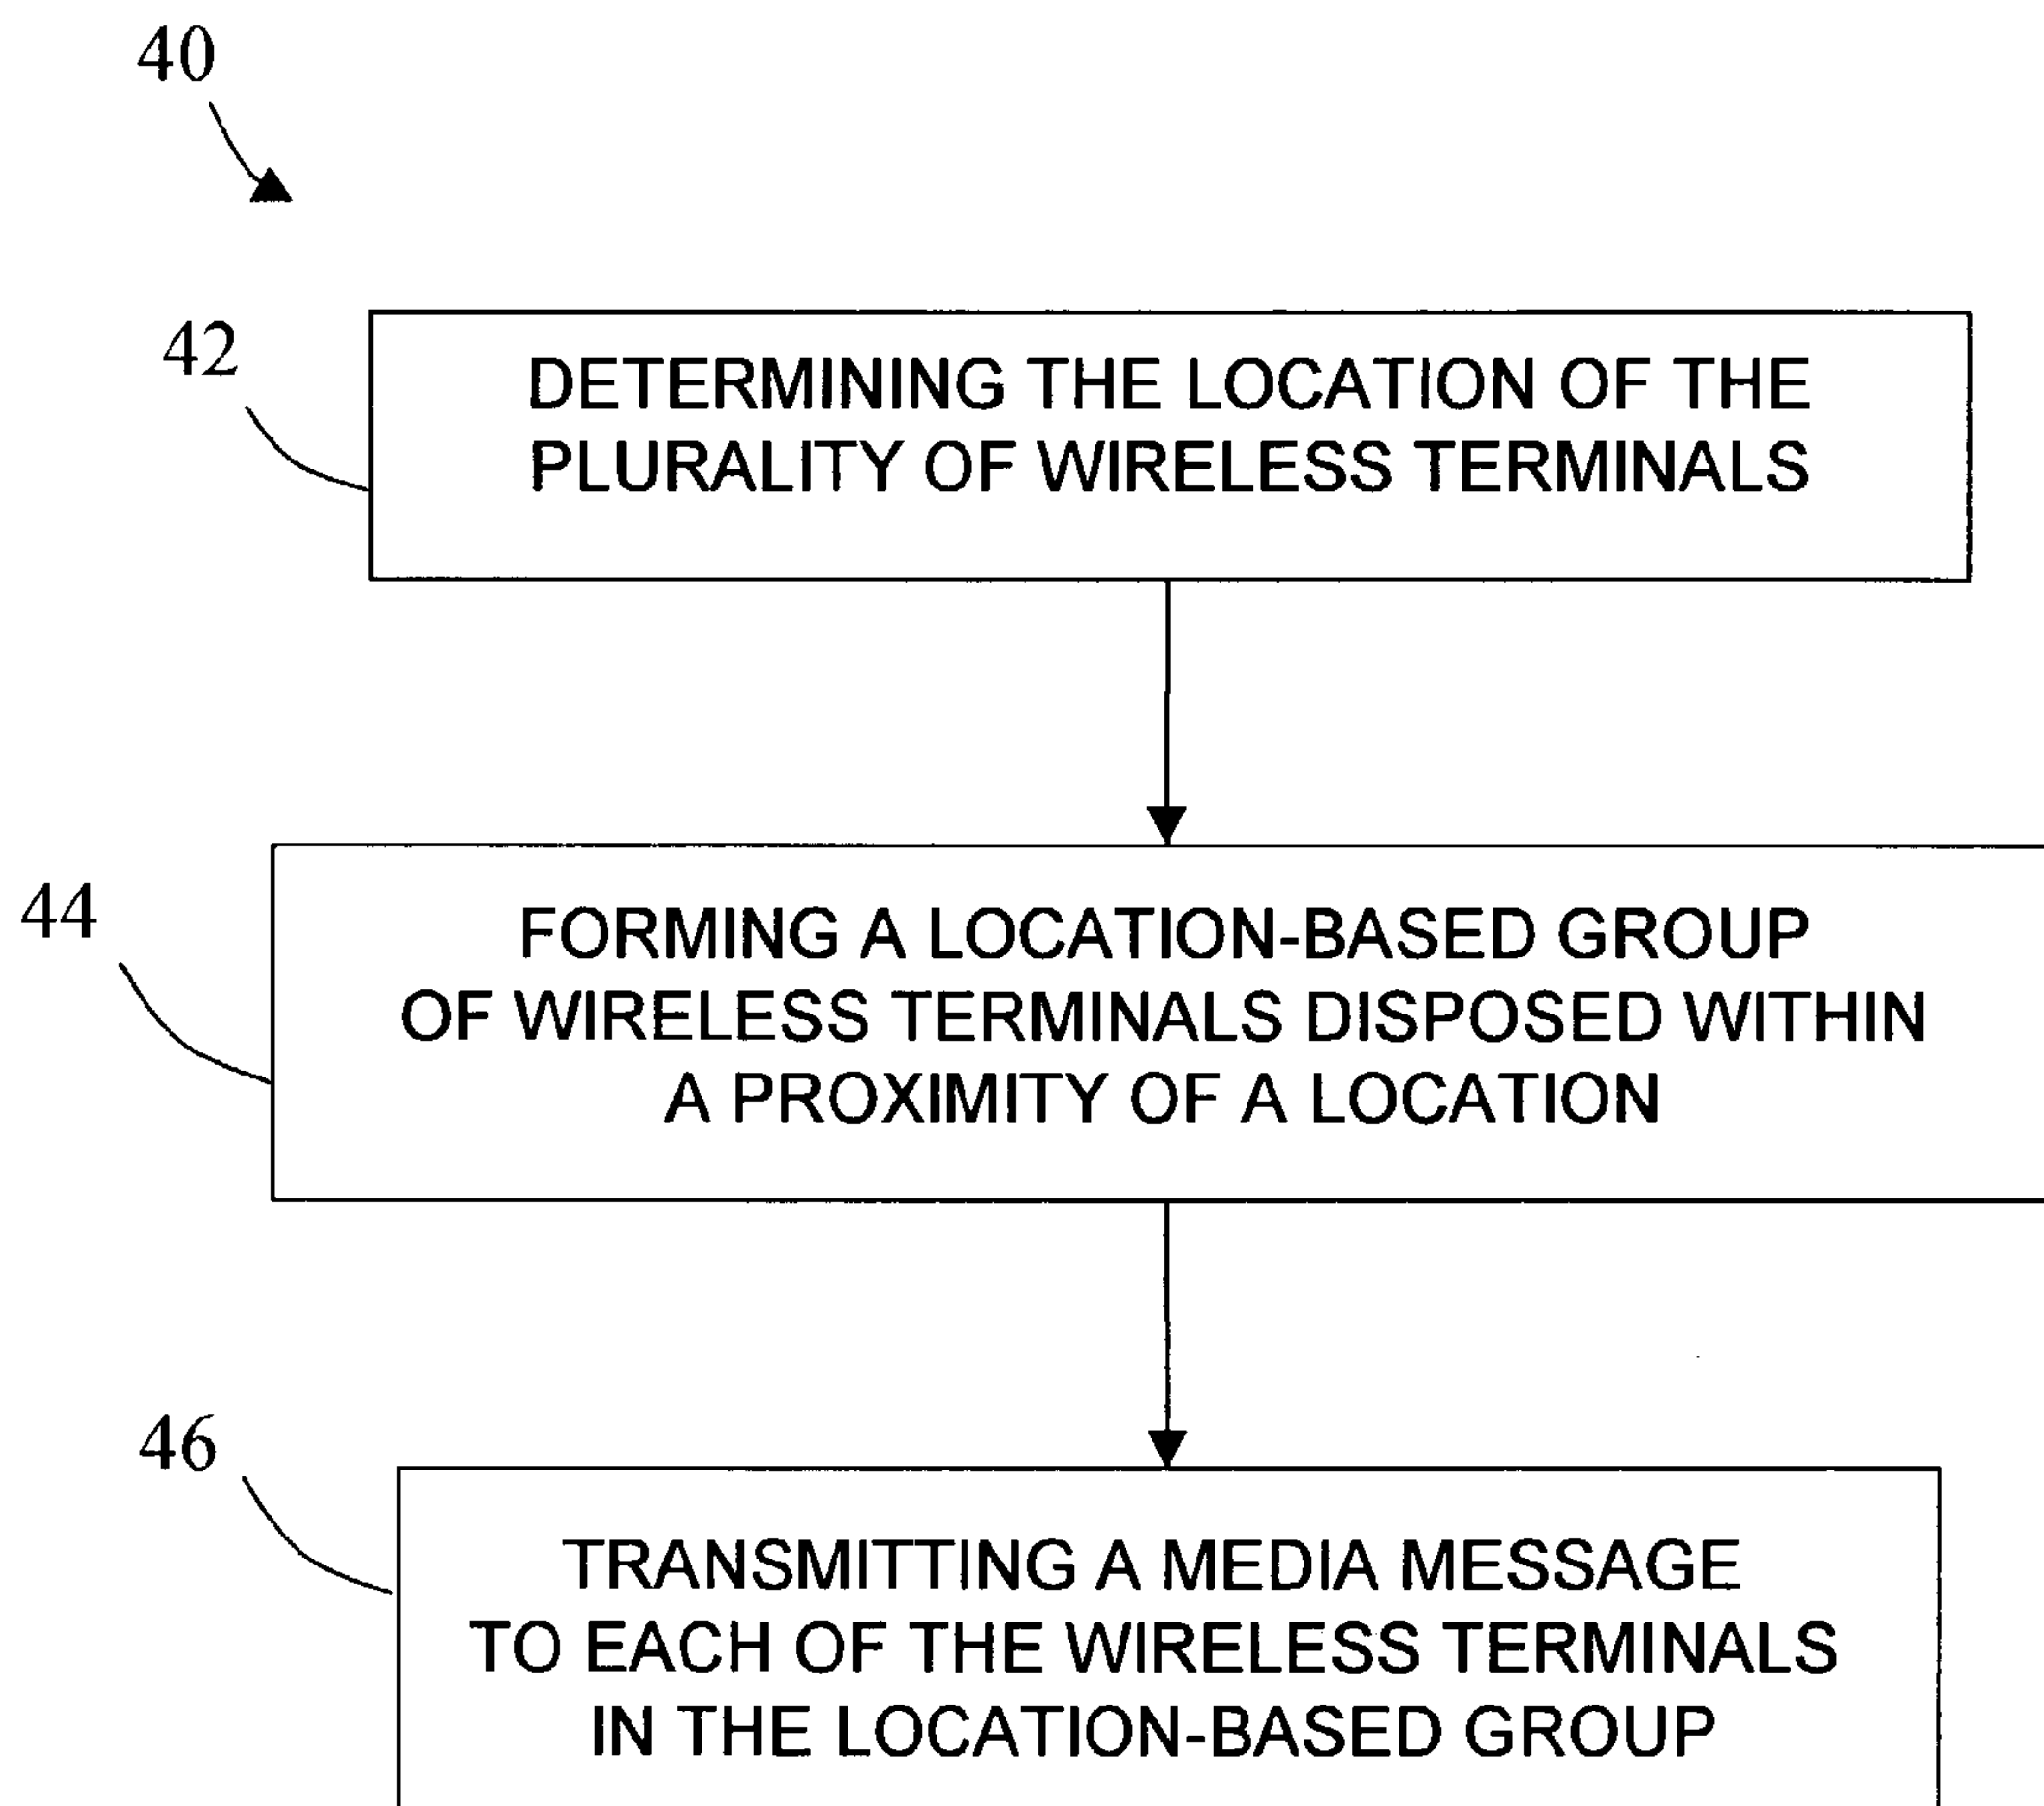 40
42
DETERMINING THE LOCATION OF THE
PLURALITY OF WIRELESS TERMINALS
44
FORMING A LOCATION-BASED GROUP
OF WIRELESS TERMINALS DISPOSED WITHIN
A PROXIMITY OF A LOCATION
46
TRANSMITTING A MEDIA MESSAGE
TO EACH OF THE WIRELESS TERMINALS
IN THE LOCATION-BASED GROUP